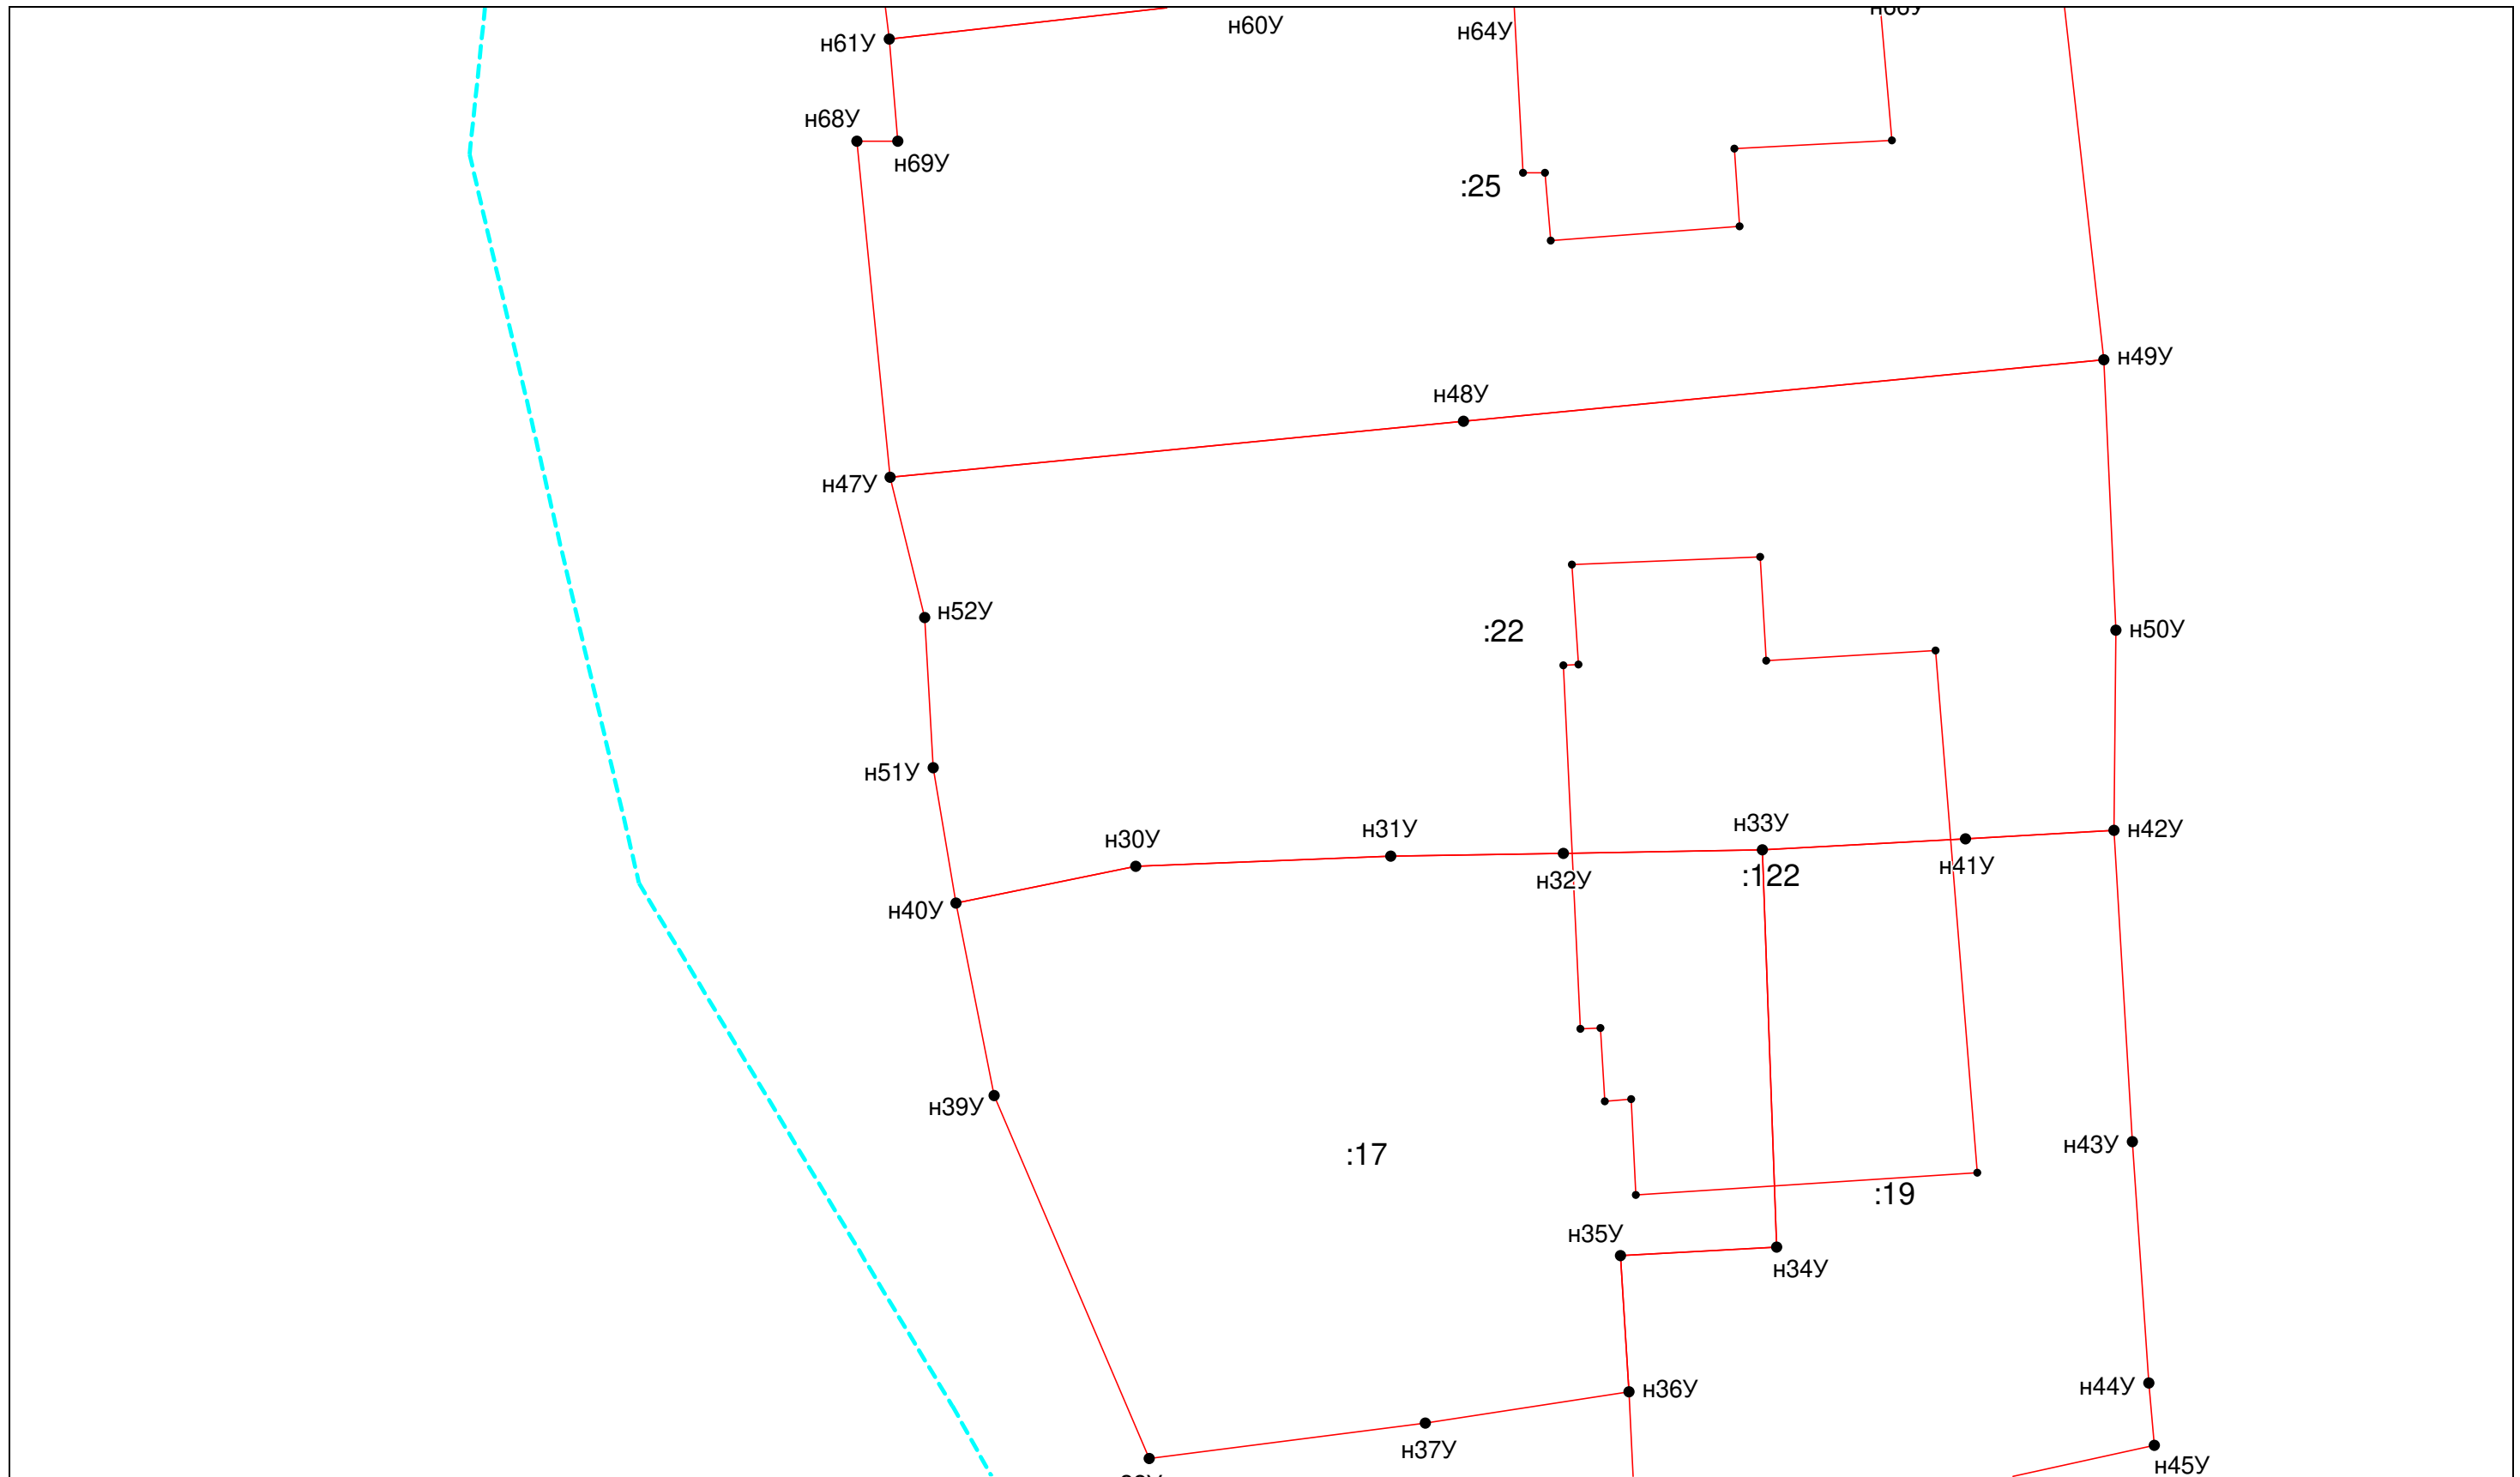 н60У
н64У
н61У
н68У
н69У
:25
н49У
н48У
н47У
н52У
:22
н50У
н51У
н33У
н31У
н30У
н42У
н41У
:122
н32У
н40У
н39У
н43У
:17
:19
н35У
н34У
н44У
н36У
н37У
н45У